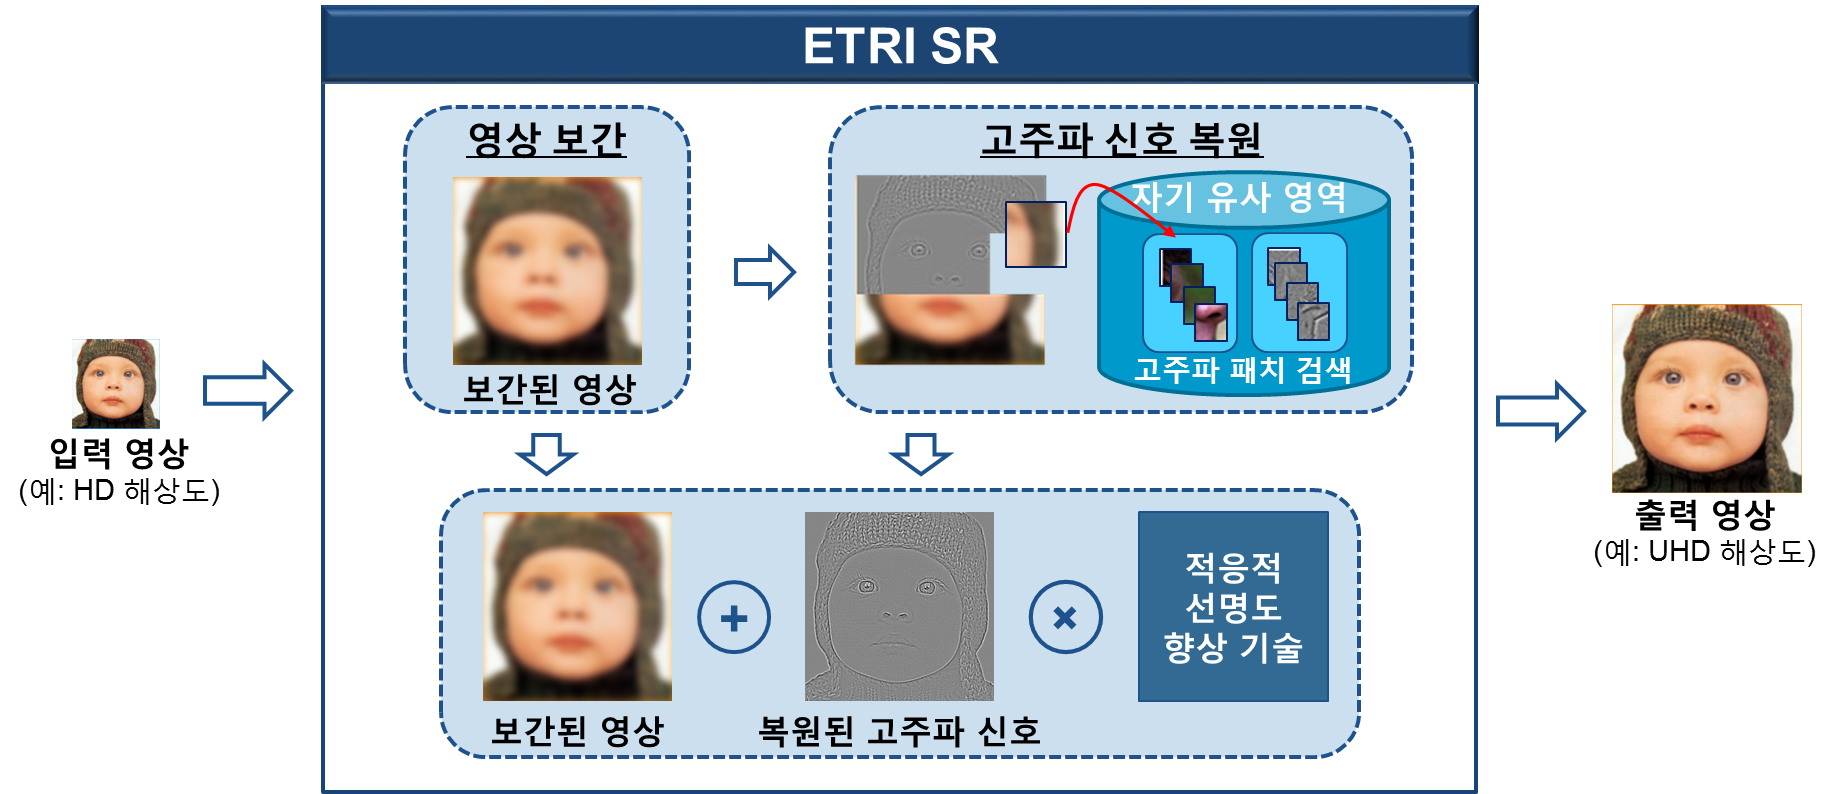 ETRI SR
영상 보간
보간된 영상
고주파 신호 복원
자기 유사 영역
고주파 패치 검색
입력 영상
(예: HD 해상도)
보간된 영상
+
복원된 고주파 신호
×
적응적
선명도
향상 기술
출력 영상
(예: UHD 해상도)